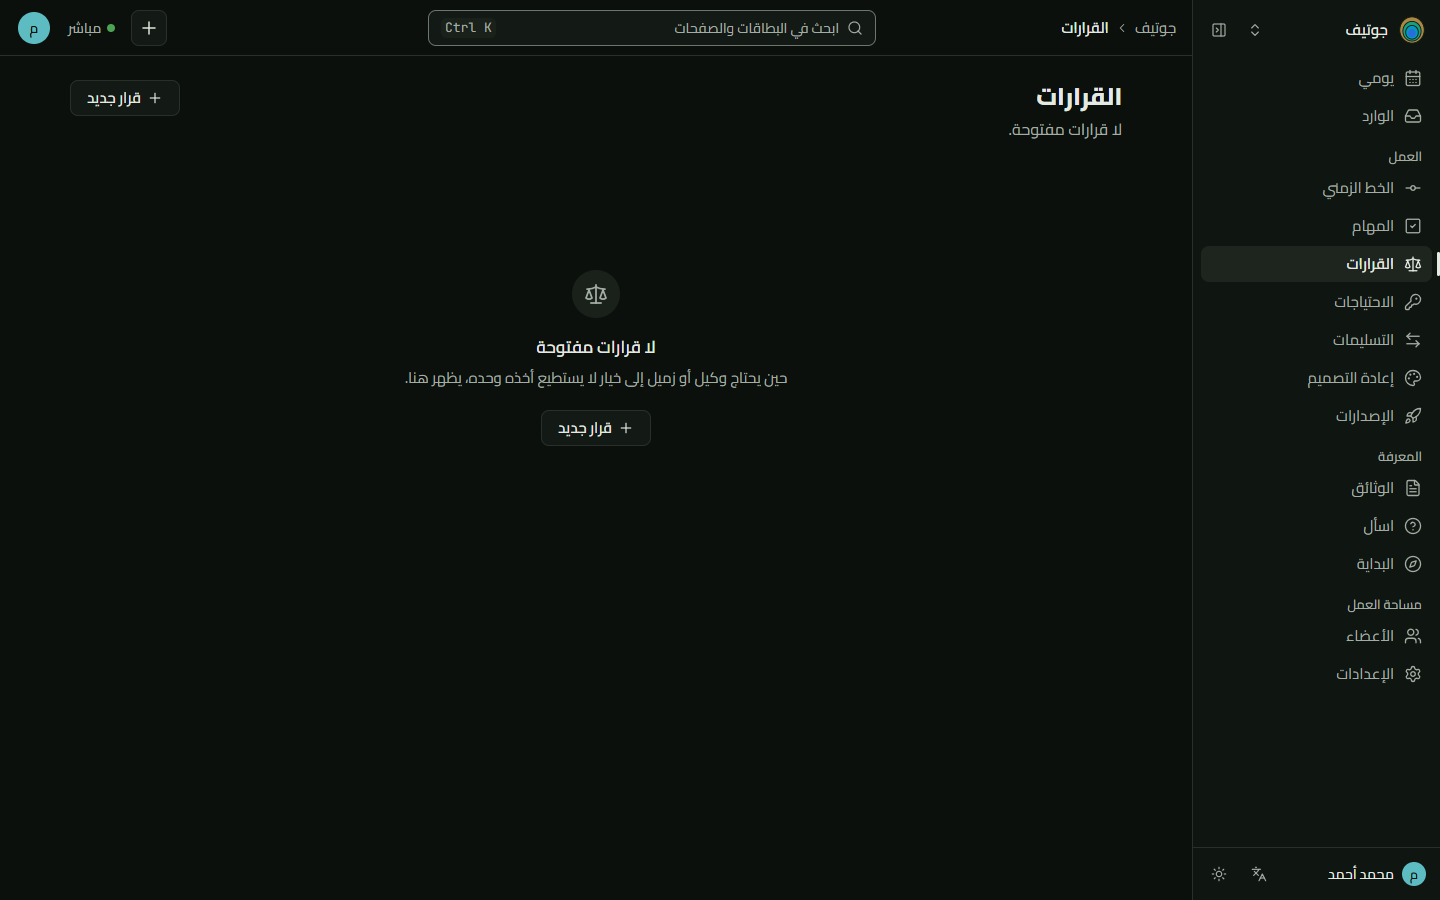 جوتيف
يومي
الوارد
العمل
الخط الزمني
المهام
القرارات
الاحتياجات
التسليمات
إعادة التصميم
الإصدارات
المعرفة
الوثائق
اسأل
البداية
مساحة العمل
الأعضاء
الإعدادات
م محمد أحمد
جوتيف القرارات
ابحث في البطاقات والصفحات Ctrl K
مباشر
م
القرارات
لا قرارات مفتوحة.
قرار جديد
لا قرارات مفتوحة
حين يحتاج وكيل أو زميل إلى خيار لا يستطيع أخذه وحده، يظهر هنا.
قرار جديد